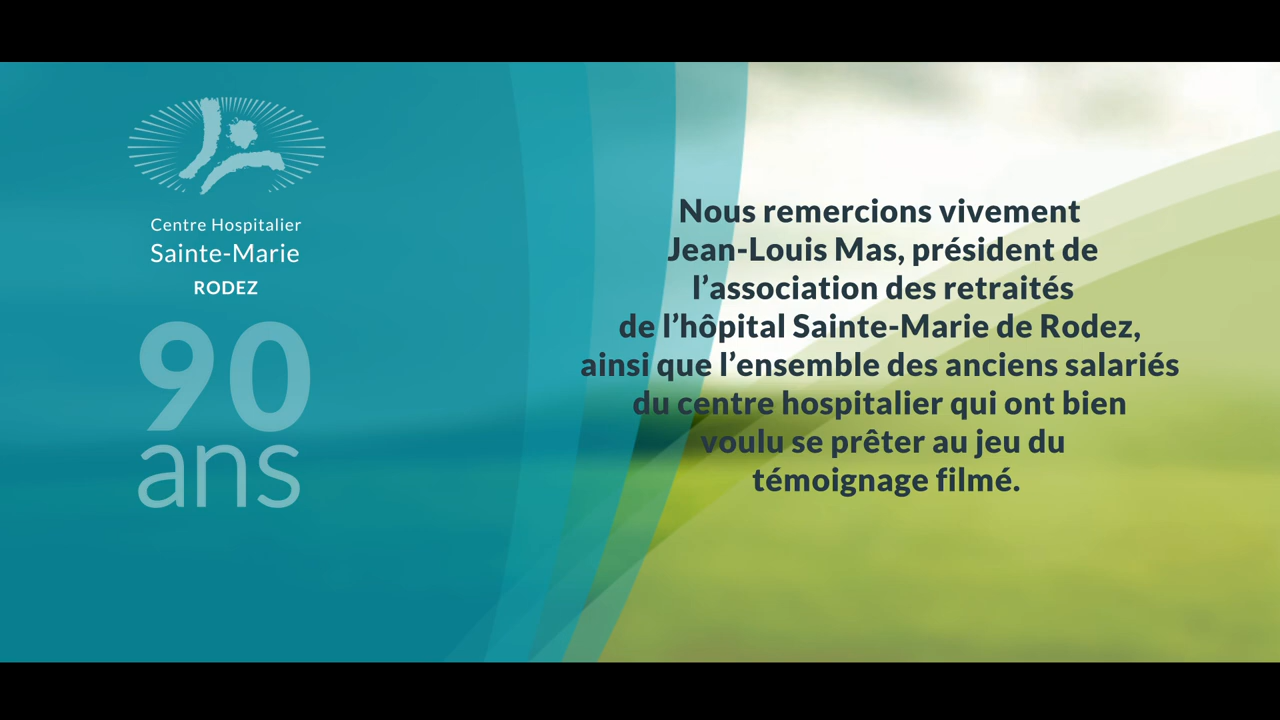 Centre Hospitalier
Sainte-Marie
RODEZ
90
ans
Nous remercions vivement
Jean-Louis Mas, président de
l’association des retraités
de l’hôpital Sainte-Marie de Rodez,
ainsi que l’ensemble des anciens salariés
du centre hospitalier qui ont bien
voulu se prêter au jeu du
témoignage filmé.